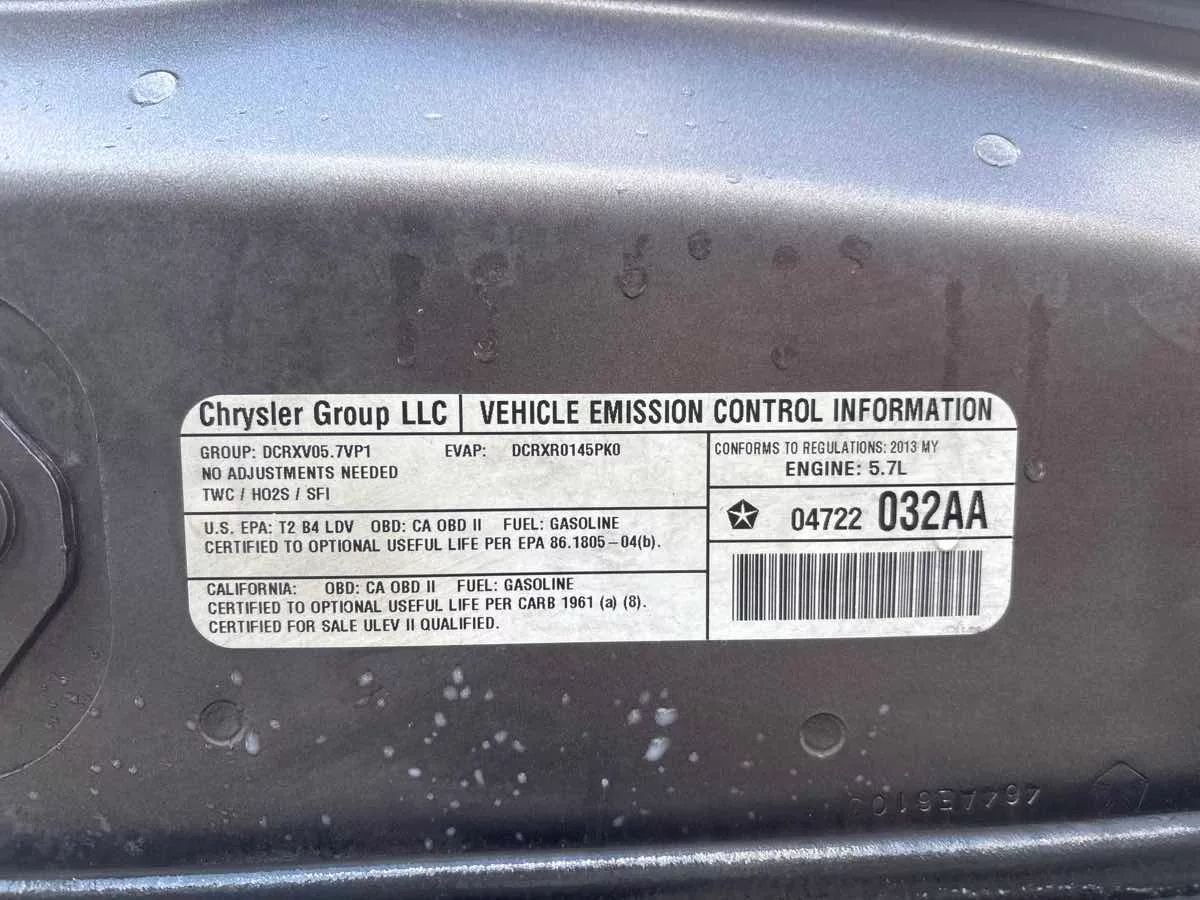 Chrysler Group LLC | VEHICLE EMISSION CONTROL INFORMATION
GROUP: DCRXV05.7VP1 EVAP: DCRXR0145PK0
NO ADJUSTMENTS NEEDED
TWC / HO2S / SFI
U.S. EPA: T2 B4 LDV OBD: CA OBD II FUEL: GASOLINE
CERTIFIED TO OPTIONAL USEFUL LIFE PER EPA 86.1805-04(b).
CALIFORNIA: OBD: CA OBD II FUEL: GASOLINE
CERTIFIED TO OPTIONAL USEFUL LIFE PER CARB 1961 (a) (8).
CERTIFIED FOR SALE ULEV II QUALIFIED.
CONFORMS TO REGULATIONS: 2013 MY
ENGINE: 5.7L
04722 032AA